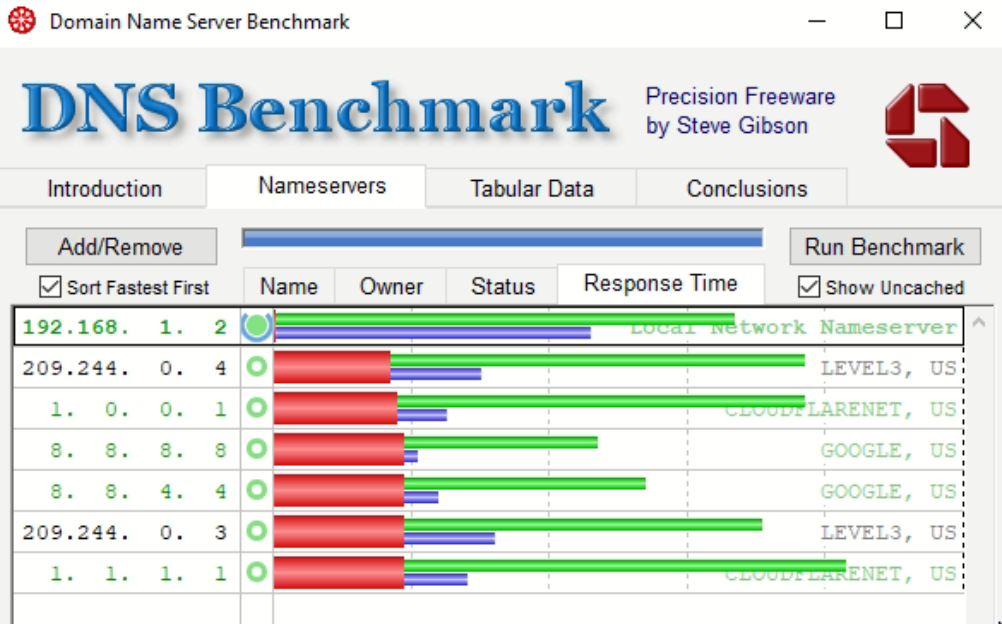 Domain Name Server Benchmark
DNS Benchmark
Precision Freeware
by Steve Gibson
Introduction Nameservers Tabular Data Conclusions
Add/Remove Run Benchmark
Sort Fastest First Name Owner Status Response Time Show Uncached
192.168. 1. 2 Local Network Nameserver
209.244. 0. 4 LEVEL3, US
1. 0. 0. 1 CLOUDFLARENET, US
8. 8. 8. 8 GOOGLE, US
8. 8. 4. 4 GOOGLE, US
209.244. 0. 3 LEVEL3, US
1. 1. 1. 1 CLOUDFLARENET, US